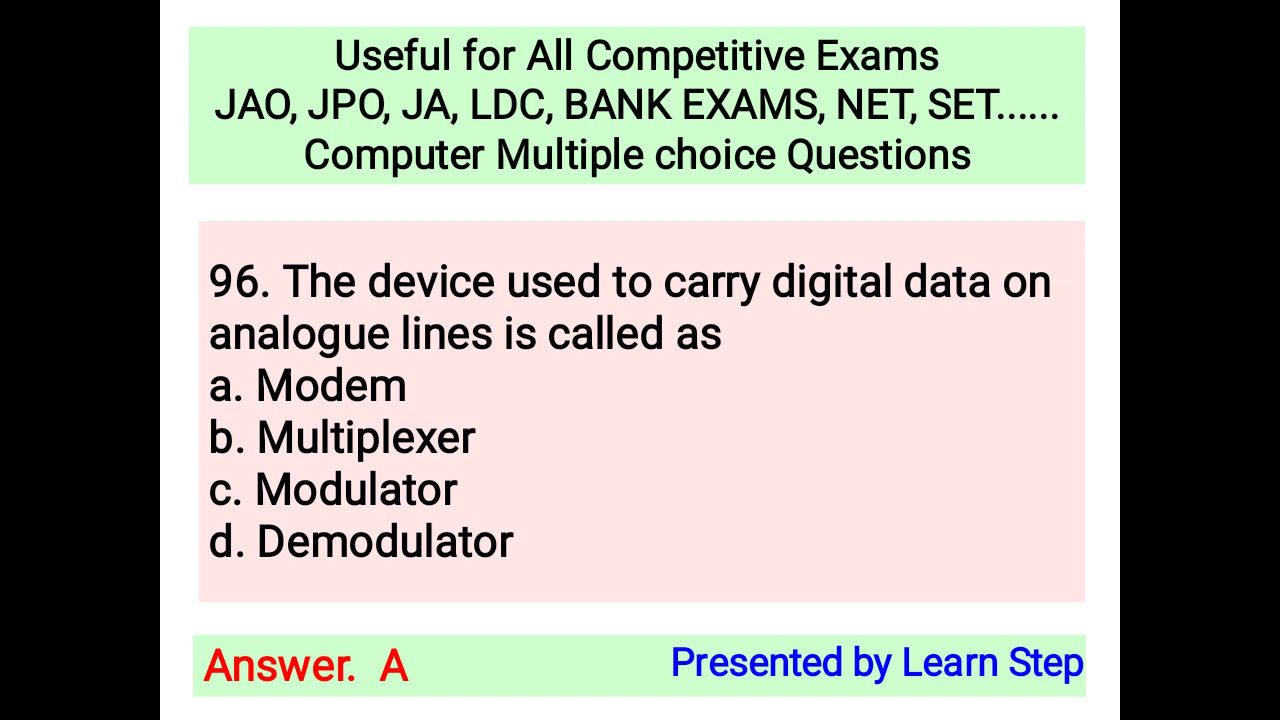 Useful for All Competitive Exams
JAO, JPO, JA, LDC, BANK EXAMS, NET, SET......
Computer Multiple choice Questions
96. The device used to carry digital data on
analogue lines is called as
a. Modem
b. Multiplexer
c. Modulator
d. Demodulator
Answer. A
Presented by Learn Step